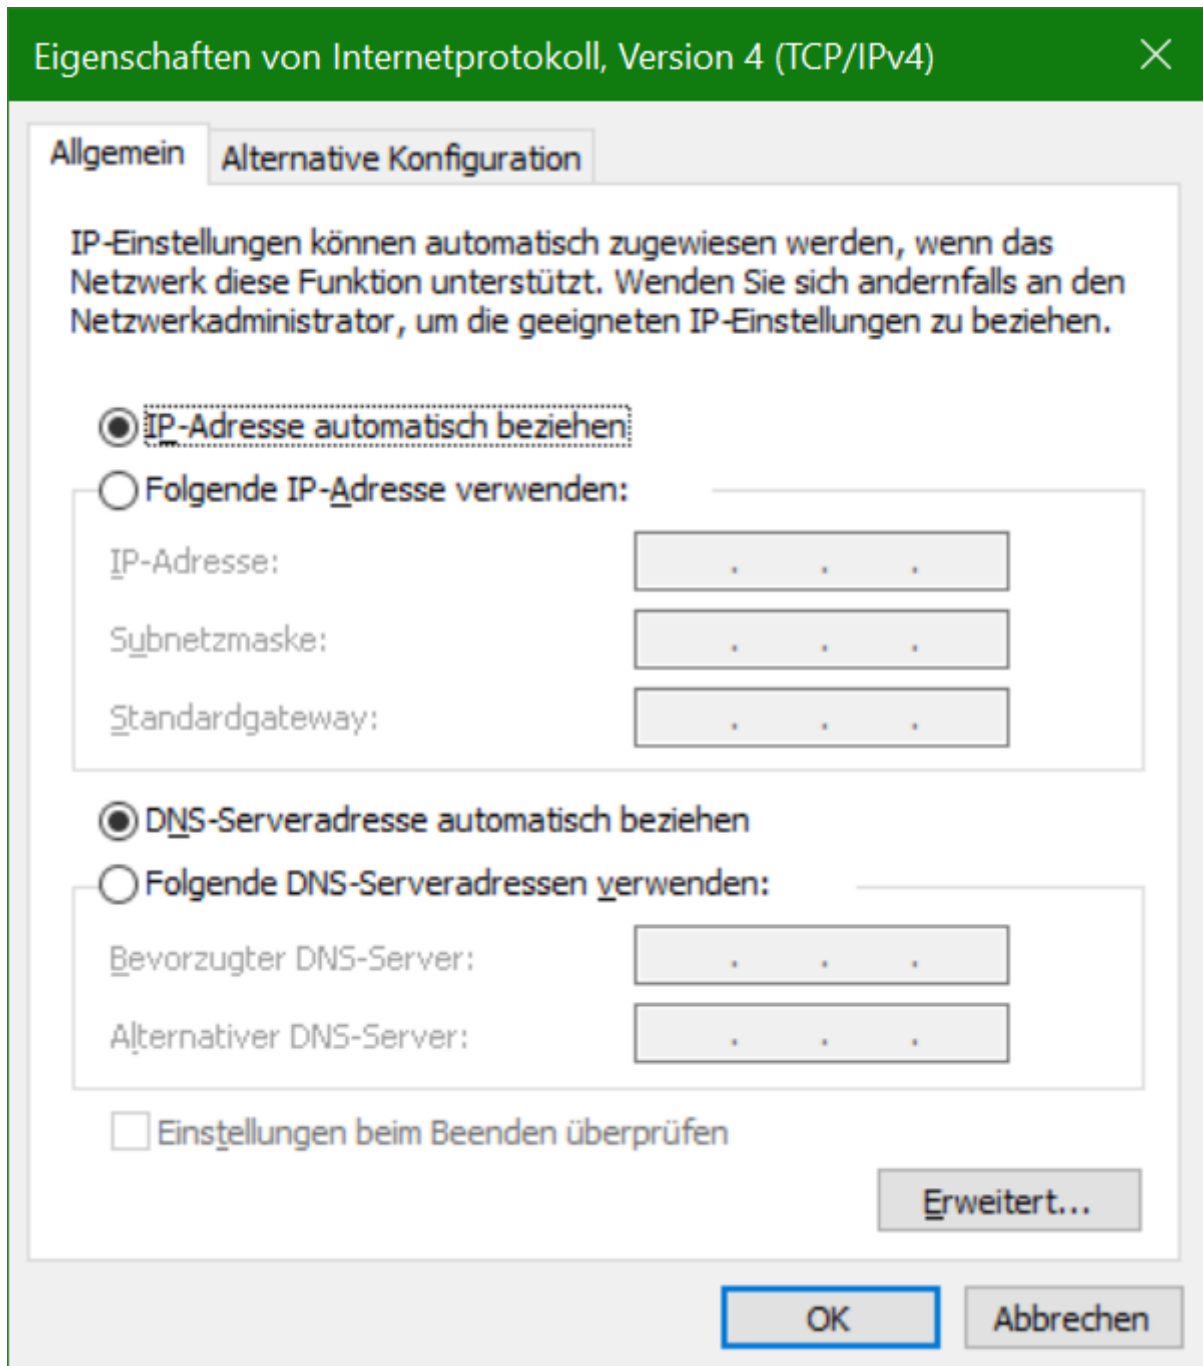 Eigenschaften von Internetprotokoll, Version 4 (TCP/IPv4)
Allgemein
Alternative Konfiguration
IP-Einstellungen können automatisch zugewiesen werden, wenn das
Netzwerk diese Funktion unterstützt. Wenden Sie sich andernfalls an den
Netzwerkadministrator, um die geeigneten IP-Einstellungen zu beziehen.
IP-Adresse automatisch beziehen
Folgende IP-Adresse verwenden:
IP-Adresse: . . .
Subnetzmaske: . . .
Standardgateway: . . .
DNS-Serveradresse automatisch beziehen
Folgende DNS-Serveradressen verwenden:
Bevorzugter DNS-Server: . . .
Alternativer DNS-Server: . . .
Einstellungen beim Beenden überprüfen
Erweitert...
OK
Abbrechen